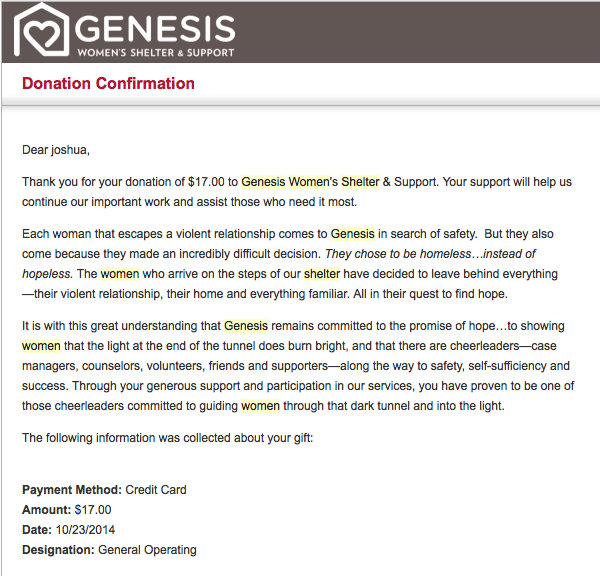 GENESIS
WOMEN'S SHELTER & SUPPORT
Donation Confirmation
Dear joshua,
Thank you for your donation of $17.00 to Genesis Women's Shelter & Support. Your support will help us
continue our important work and assist those who need it most.
Each woman that escapes a violent relationship comes to Genesis in search of safety.  But they also
come because they made an incredibly difficult decision. They chose to be homeless…instead of
hopeless. The women who arrive on the steps of our shelter have decided to leave behind everything
—their violent relationship, their home and everything familiar. All in their quest to find hope.
It is with this great understanding that Genesis remains committed to the promise of hope…to showing
women that the light at the end of the tunnel does burn bright, and that there are cheerleaders—case
managers, counselors, volunteers, friends and supporters—along the way to safety, self-sufficiency and
success. Through your generous support and participation in our services, you have proven to be one of
those cheerleaders committed to guiding women through that dark tunnel and into the light.
The following information was collected about your gift:
Payment Method: Credit Card
Amount: $17.00
Date: 10/23/2014
Designation: General Operating